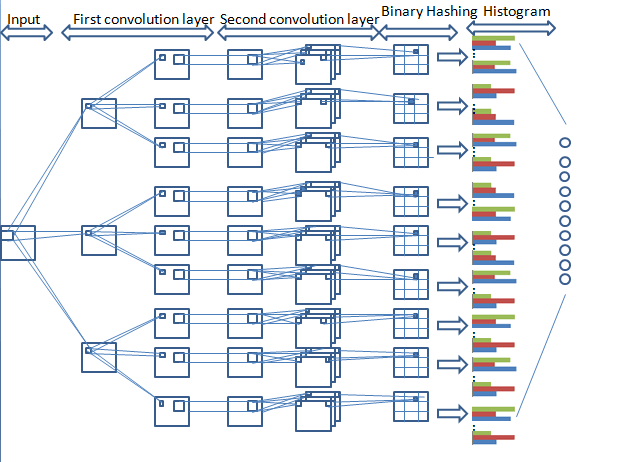 Input
First convolution layer
Second convolution layer
Binary Hashing
Histogram